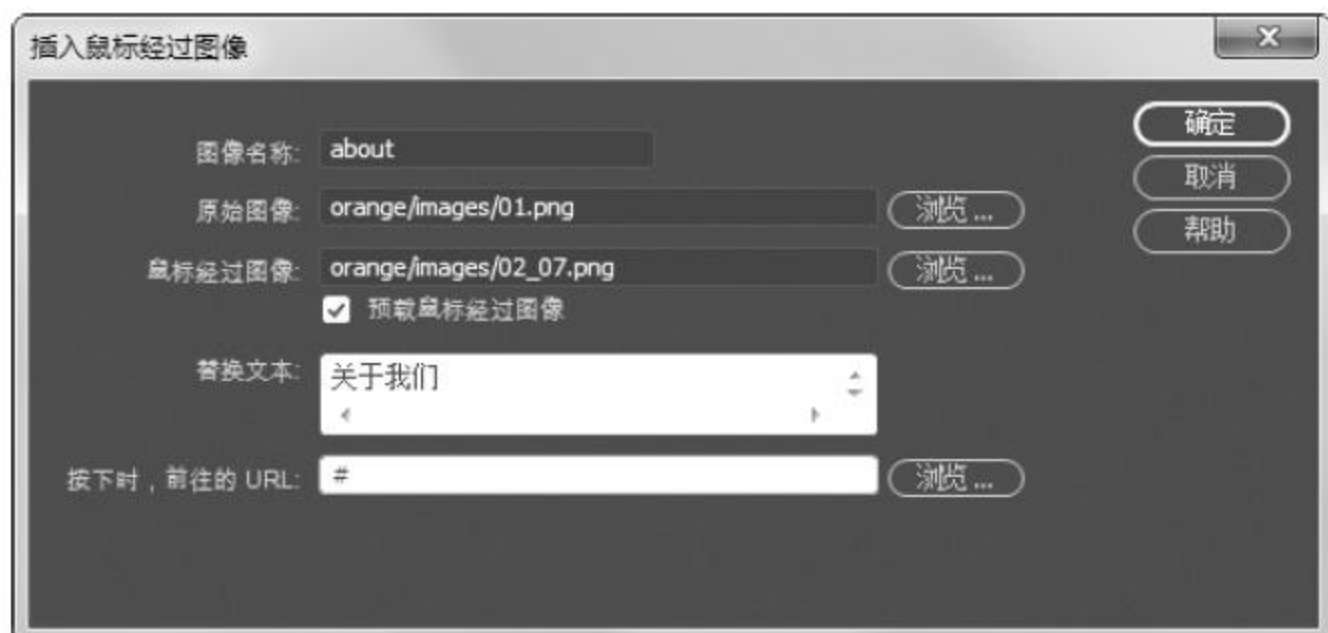 插入鼠标经过图像
图像名称: about
确定
原始图像: orange/images/01.png 浏览 ...
取消
鼠标经过图像: orange/images/02_07.png 浏览 ...
帮助
预载鼠标经过图像
替换文本: 关于我们
按下时，前往的 URL: # 浏览 ...